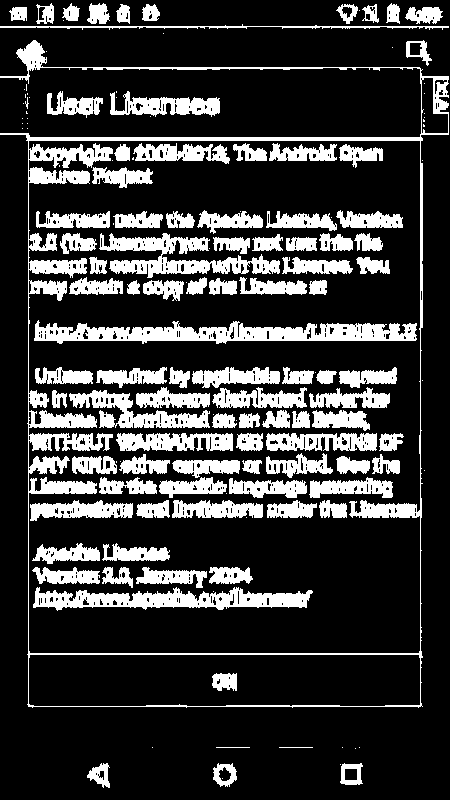 User Licenses
Copyright © 2005-2013, The Android Open
Source Project
Licensed under the Apache License, Version
2.0 (the License); you may not use this file
except in compliance with the License. You
may obtain a copy of the License at
http://www.apache.org/licenses/LICENSE-2.0
Unless required by applicable law or agreed
to in writing, software distributed under the
License is distributed on an AS IS BASIS,
WITHOUT WARRANTIES OR CONDITIONS OF
ANY KIND, either express or implied. See the
License for the specific language governing
permissions and limitations under the License.
Apache License
Version 2.0, January 2004
http://www.apache.org/licenses/
OK